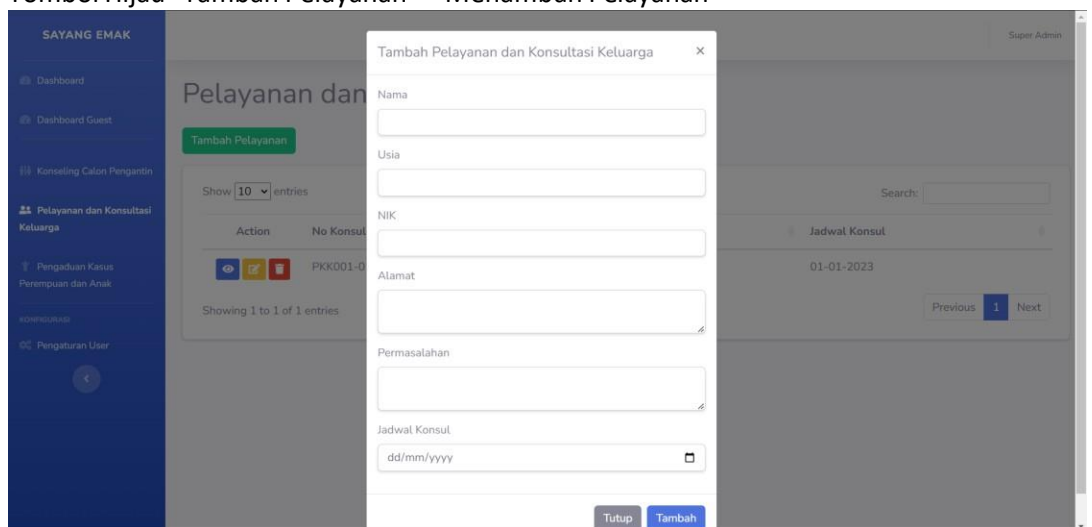 Tombol Hijau "Tambah Pelayanan"
Menambah Pelayanan
SAYANG EMAK
Super Admin
Dashboard
Dashboard Guest
Konseling Calon Pengantin
Pelayanan dan Konsultasi
Keluarga
Pengaduan Kasus
Perempuan dan Anak
KONFIGURASI
Pengaturan User
Pelayanan dan
Tambah Pelayanan
Show 10 entries
Search:
Action No Konsul
Jadwal Konsul
PKK001-0
01-01-2023
Showing 1 to 1 of 1 entries
Previous 1 Next
Tambah Pelayanan dan Konsultasi Keluarga ×
Nama
Usia
NIK
Alamat
Permasalahan
Jadwal Konsul
dd/mm/yyyy
Tutup Tambah